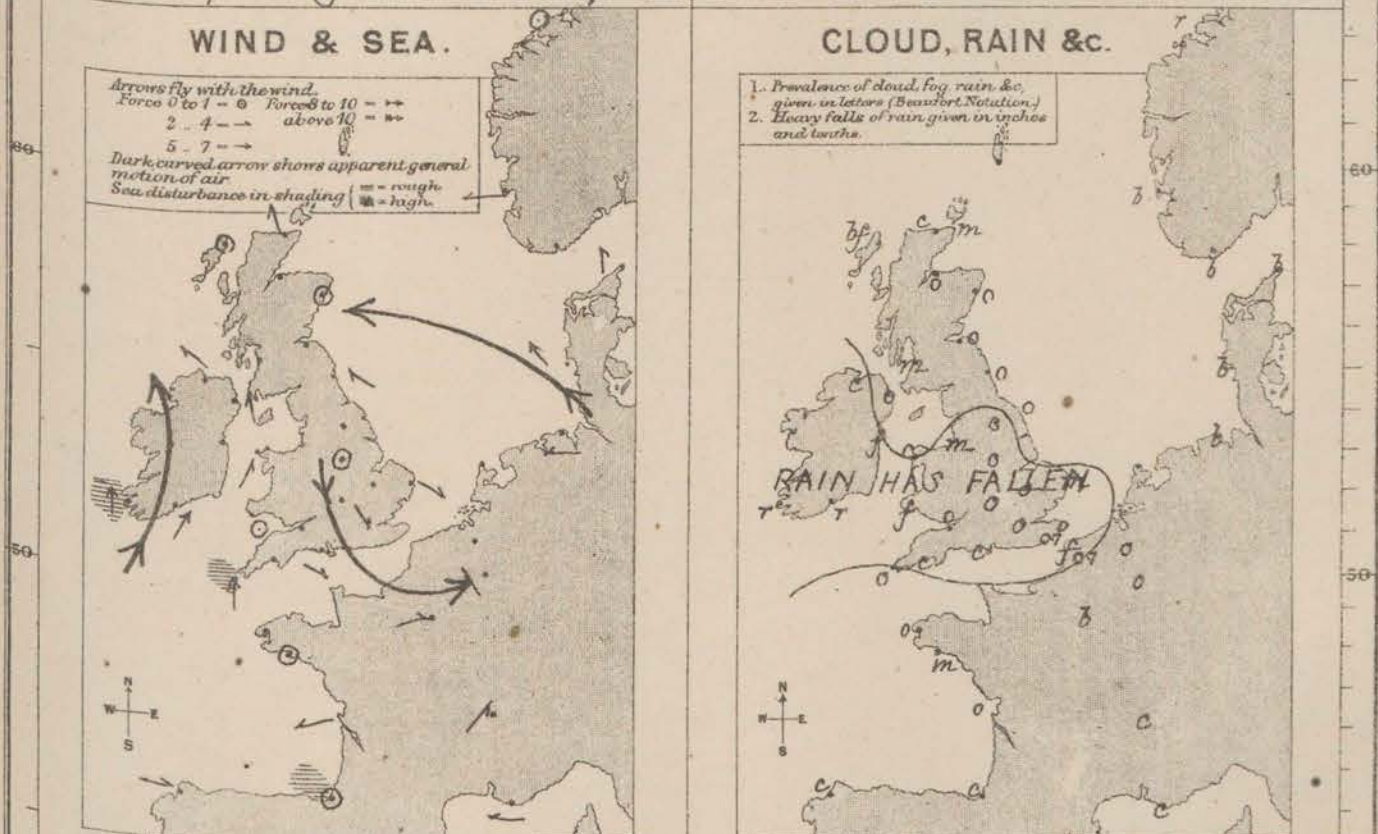 WIND & SEA.
Arrows fly with the wind.
Force 0 to 1 = ⊙ Force 8 to 10 =
2 .. 4 = → above 10 =
5 .. 7 = →
Dark curved arrow shows apparent general
motion of air
Sea disturbance in shading = rough
= high.
60
50
N
W E
S
CLOUD, RAIN &c.
1. Prevalence of cloud, fog, rain &c,
given in letters (Beaufort Notation)
2. Heavy falls of rain given in inches
and tenths.
60
r
b
c m
bf
b b
o o
o
m o b
c o
o
o
f m b
o
RAIN HAS FALLEN
r r f o
o o
c c f o
50
o o
b
o
m
o
c
N
W E
S
c c c